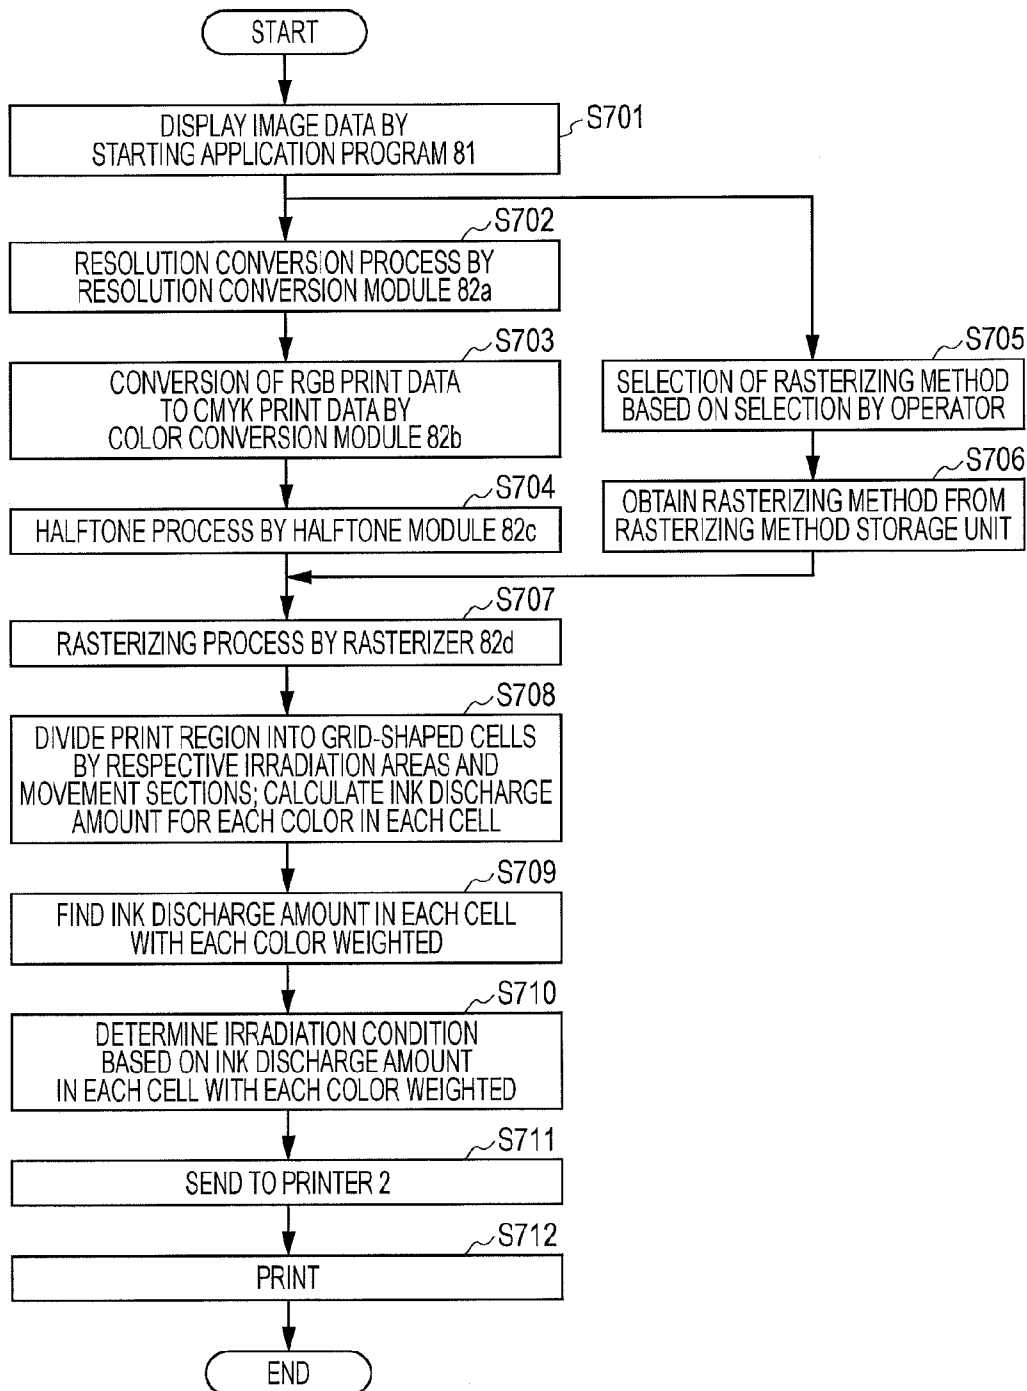 START
S701
DISPLAY IMAGE DATA BY
STARTING APPLICATION PROGRAM 81
S702
RESOLUTION CONVERSION PROCESS BY
RESOLUTION CONVERSION MODULE 82a
S703
CONVERSION OF RGB PRINT DATA
TO CMYK PRINT DATA BY
COLOR CONVERSION MODULE 82b
S704
HALFTONE PROCESS BY HALFTONE MODULE 82c
S705
SELECTION OF RASTERIZING METHOD
BASED ON SELECTION BY OPERATOR
S706
OBTAIN RASTERIZING METHOD FROM
RASTERIZING METHOD STORAGE UNIT
S707
RASTERIZING PROCESS BY RASTERIZER 82d
S708
DIVIDE PRINT REGION INTO GRID-SHAPED CELLS
BY RESPECTIVE IRRADIATION AREAS AND
MOVEMENT SECTIONS; CALCULATE INK DISCHARGE
AMOUNT FOR EACH COLOR IN EACH CELL
S709
FIND INK DISCHARGE AMOUNT IN EACH CELL
WITH EACH COLOR WEIGHTED
S710
DETERMINE IRRADIATION CONDITION
BASED ON INK DISCHARGE AMOUNT
IN EACH CELL WITH EACH COLOR WEIGHTED
S711
SEND TO PRINTER 2
S712
PRINT
END